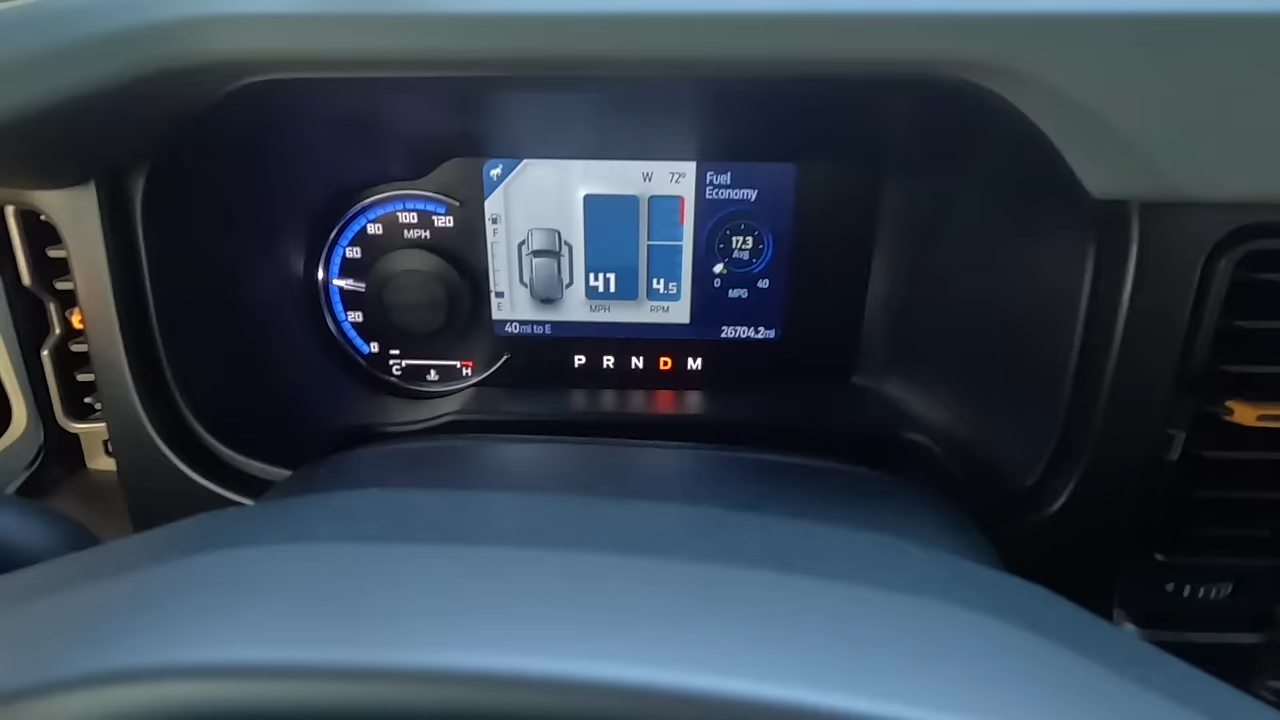 120
100
80
MPH
60
20
0
C H
W 72°
F
E
41
MPH
4.5
RPM
Fuel
Economy
17.3
Avg
0 40
MPG
40 mi to E
26704.2mi
P R N D M